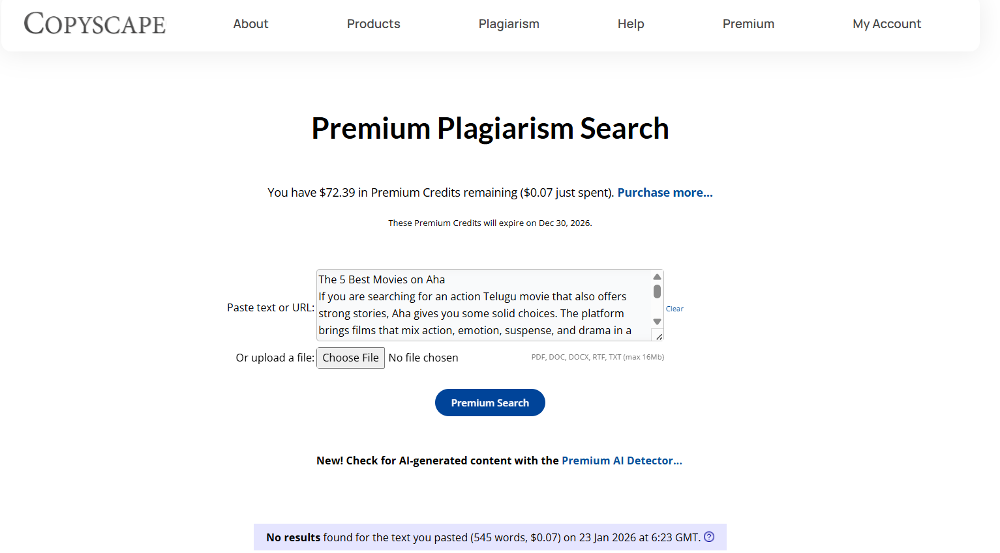 COPYSCAPE
About
Products
Plagiarism
Help
Premium
My Account
Premium Plagiarism Search
You have $72.39 in Premium Credits remaining ($0.07 just spent). Purchase more...
These Premium Credits will expire on Dec 30, 2026.
Paste text or URL:
The 5 Best Movies on Aha
If you are searching for an action Telugu movie that also offers
strong stories, Aha gives you some solid choices. The platform
brings films that mix action, emotion, suspense, and drama in a
Clear
Or upload a file:
Choose File No file chosen
PDF, DOC, DOCX, RTF, TXT (max 16Mb)
Premium Search
New! Check for AI-generated content with the Premium AI Detector...
No results found for the text you pasted (545 words, $0.07) on 23 Jan 2026 at 6:23 GMT. ?